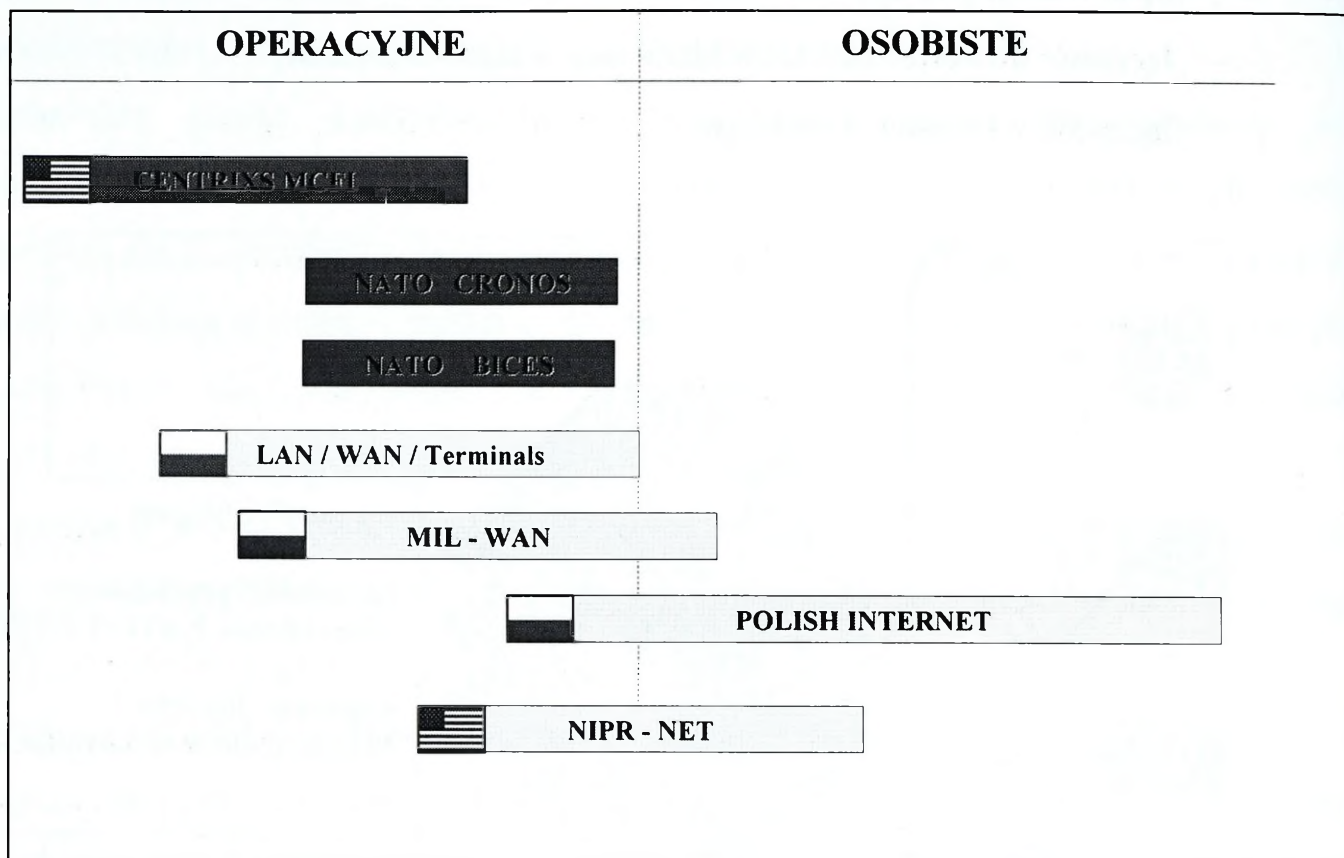 OPERACYJNE
OSOBISTE
CENTRIXS MCFI
NATO CRONOS
NATO BICES
LAN / WAN / Terminals
MIL - WAN
POLISH INTERNET
NIPR - NET